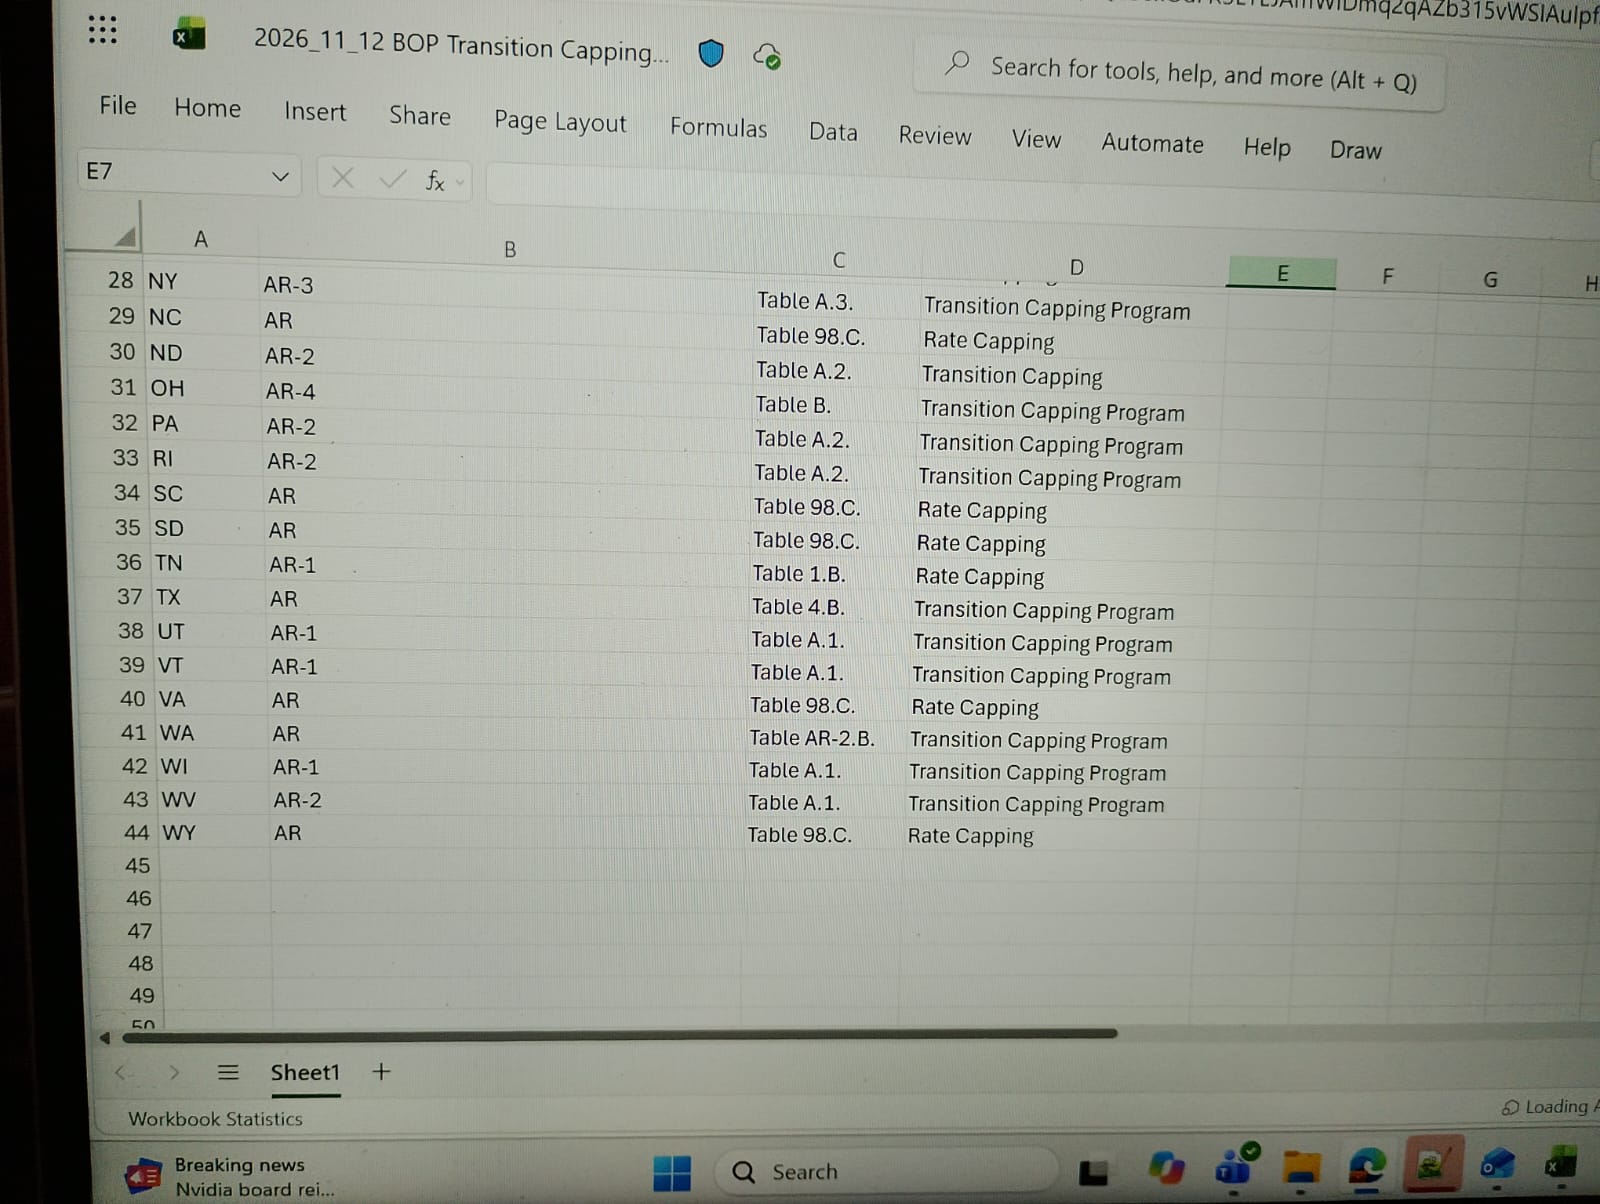 2026_11_12 BOP Transition Capping...
Search for tools, help, and more (Alt + Q)
File Home Insert Share Page Layout Formulas Data Review View Automate Help Draw
E7 fx
A B C D E F G H
28 NY AR-3 Table A.3. Transition Capping Program
29 NC AR Table 98.C. Rate Capping
30 ND AR-2 Table A.2. Transition Capping
31 OH AR-4 Table B. Transition Capping Program
32 PA AR-2 Table A.2. Transition Capping Program
33 RI AR-2 Table A.2. Transition Capping Program
34 SC AR Table 98.C. Rate Capping
35 SD AR Table 98.C. Rate Capping
36 TN AR-1 Table 1.B. Rate Capping
37 TX AR Table 4.B. Transition Capping Program
38 UT AR-1 Table A.1. Transition Capping Program
39 VT AR-1 Table A.1. Transition Capping Program
40 VA AR Table 98.C. Rate Capping
41 WA AR Table AR-2.B. Transition Capping Program
42 WI AR-1 Table A.1. Transition Capping Program
43 WV AR-2 Table A.1. Transition Capping Program
44 WY AR Table 98.C. Rate Capping
45
46
47
48
49
50
Sheet1 +
Workbook Statistics
Loading
Breaking news
Nvidia board rei...
Search